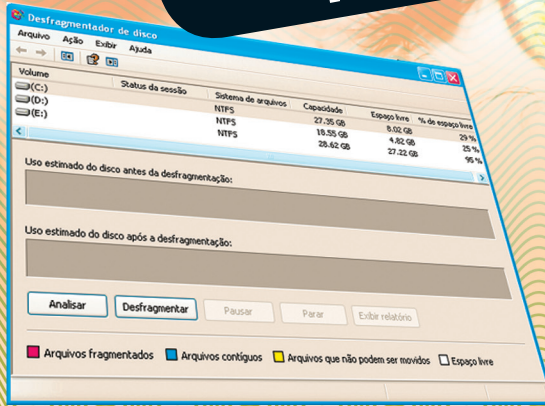 Desfragmentador de disco
Arquivo Ação Exibir Ajuda
Volume Status da sessão Sistema de arquivos Capacidade Espaço livre % de espaço livre
(C:) NTFS 27.35 GB 8.02 GB 29 %
(D:) NTFS 18.55 GB 4.82 GB 25 %
(E:) NTFS 28.62 GB 27.22 GB 95 %
Uso estimado do disco antes da desfragmentação:
Uso estimado do disco após a desfragmentação:
Analisar Desfragmentar Pausar Parar Exibir relatório
Arquivos fragmentados Arquivos contíguos Arquivos que não podem ser movidos Espaço livre